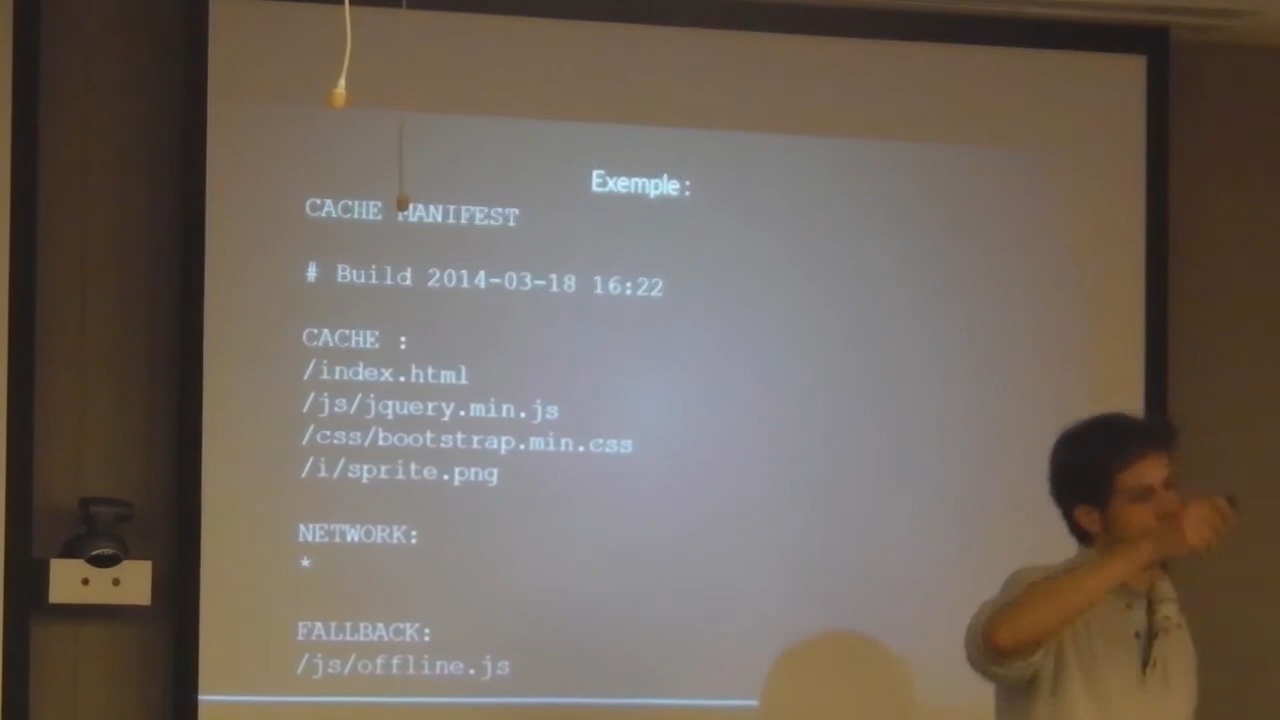 Exemple:
CACHE MANIFEST
# Build 2014-03-18 16:22
CACHE :
/index.html
/js/jquery.min.js
/css/bootstrap.min.css
/i/sprite.png
NETWORK:
*
FALLBACK:
/js/offline.js